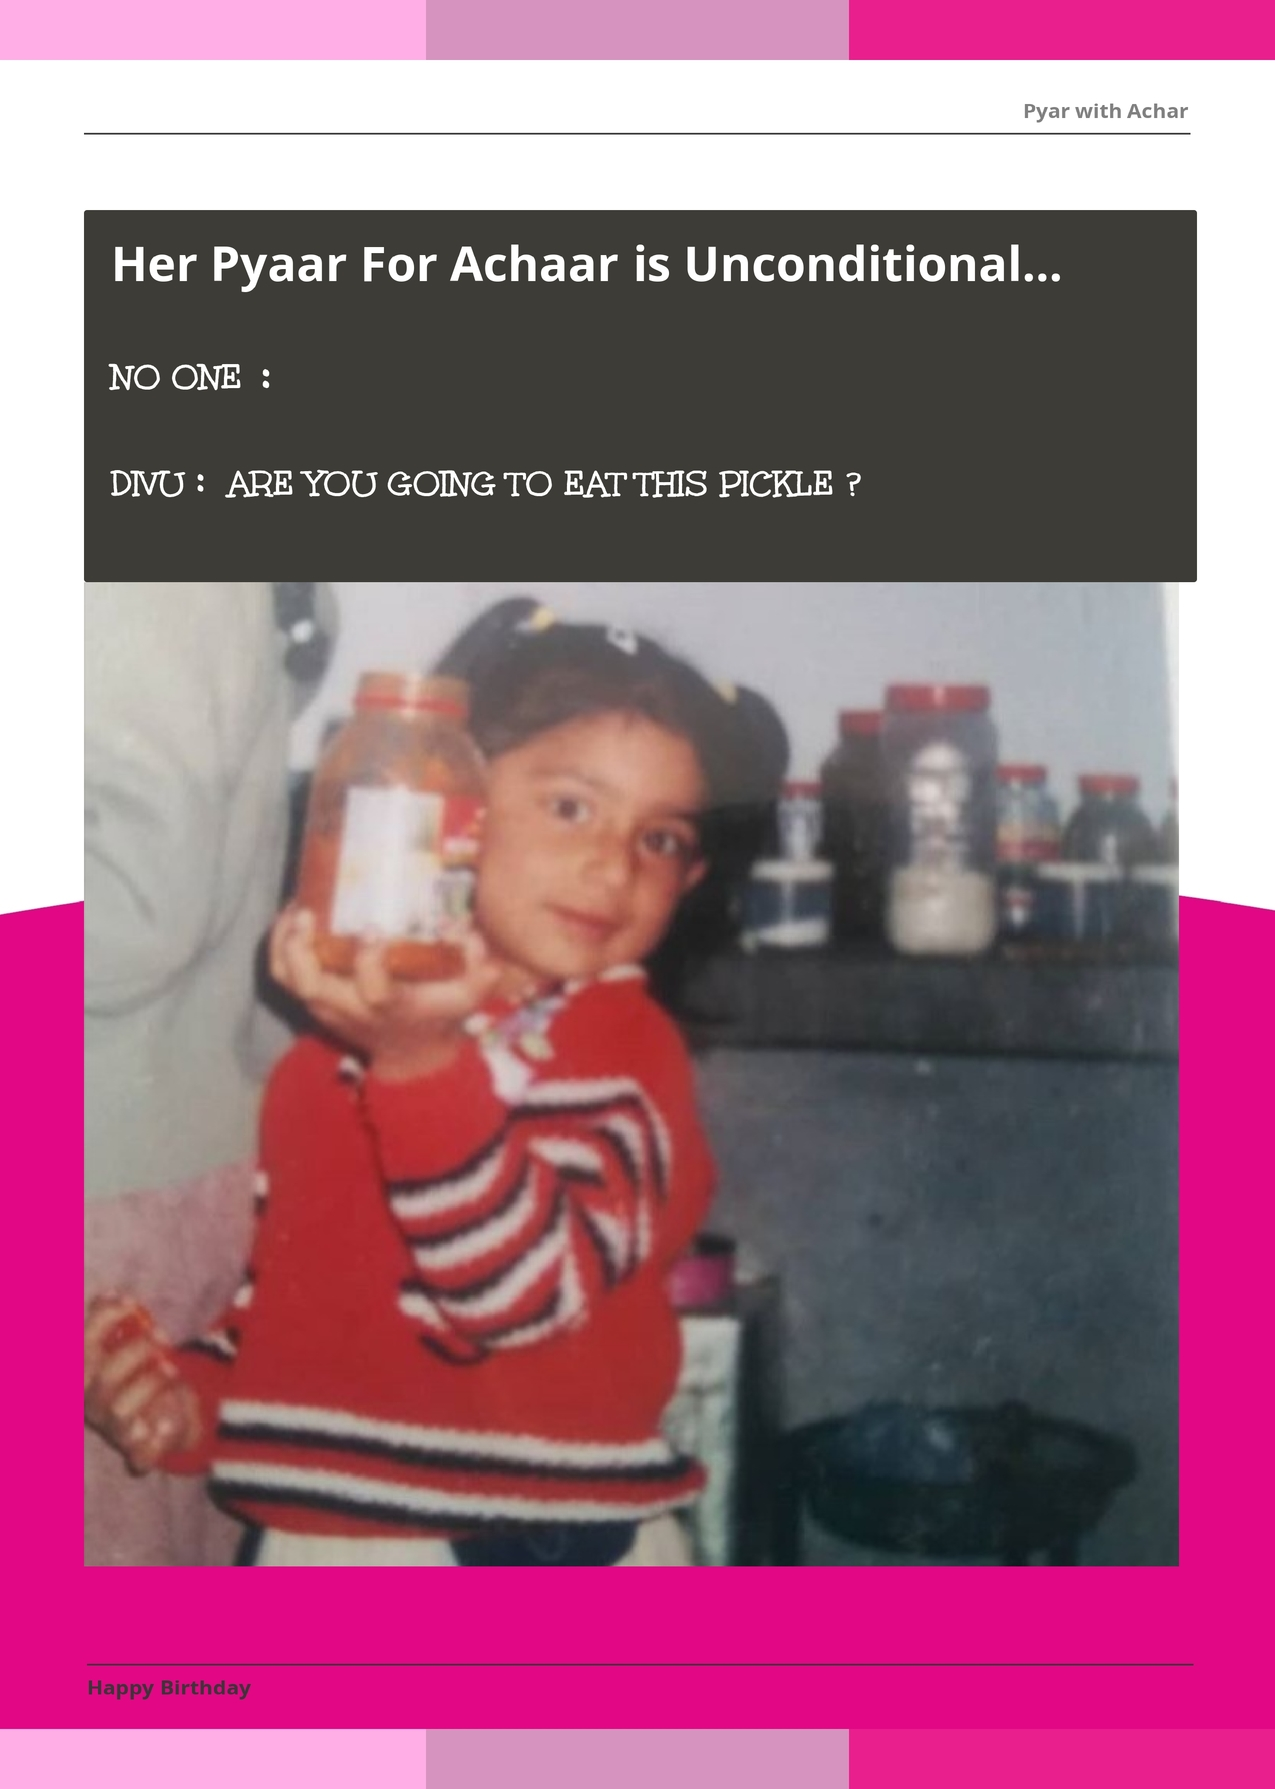 Pyar with Achar
Her Pyaar For Achaar is Unconditional...
NO ONE :
DIVU : ARE YOU GOING TO EAT THIS PICKLE ?
Happy Birthday